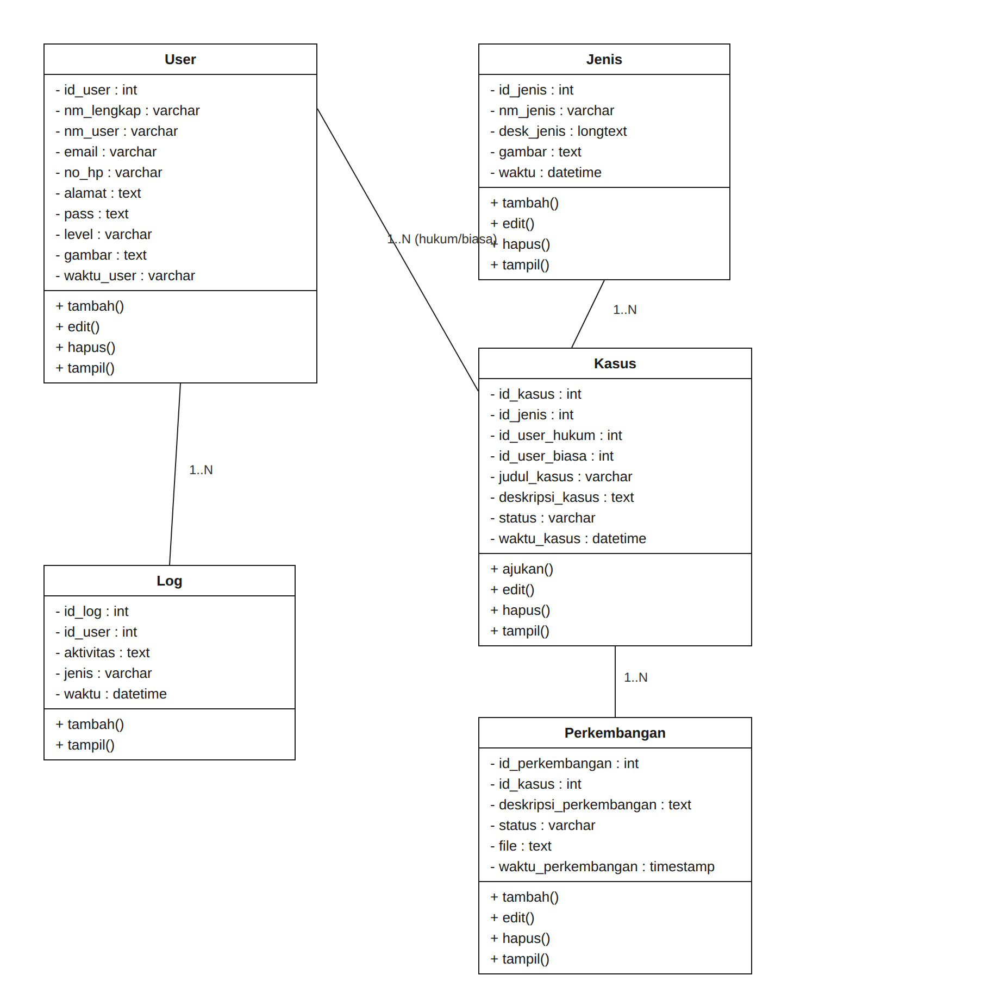 User
- id_user : int
- nm_lengkap : varchar
- nm_user : varchar
- email : varchar
- no_hp : varchar
- alamat : text
- pass : text
- level : varchar
- gambar : text
- waktu_user : varchar
+ tambah()
+ edit()
+ hapus()
+ tampil()
Jenis
- id_jenis : int
- nm_jenis : varchar
- desk_jenis : longtext
- gambar : text
- waktu : datetime
+ tambah()
+ edit()
+ hapus()
+ tampil()
1..N (hukum/biasa)
1..N
Kasus
- id_kasus : int
- id_jenis : int
- id_user_hukum : int
- id_user_biasa : int
- judul_kasus : varchar
- deskripsi_kasus : text
- status : varchar
- waktu_kasus : datetime
+ ajukan()
+ edit()
+ hapus()
+ tampil()
1..N
Log
- id_log : int
- id_user : int
- aktivitas : text
- jenis : varchar
- waktu : datetime
+ tambah()
+ tampil()
1..N
Perkembangan
- id_perkembangan : int
- id_kasus : int
- deskripsi_perkembangan : text
- status : varchar
- file : text
- waktu_perkembangan : timestamp
+ tambah()
+ edit()
+ hapus()
+ tampil()